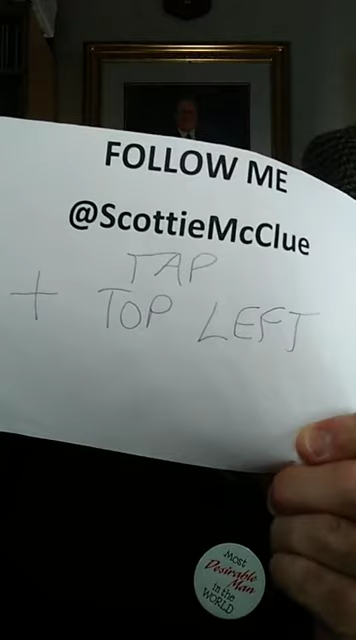 FOLLOW ME
@ScottieMcClue
TAP
+ TOP LEFT
Most
Desirable
Man
in the
WORLD